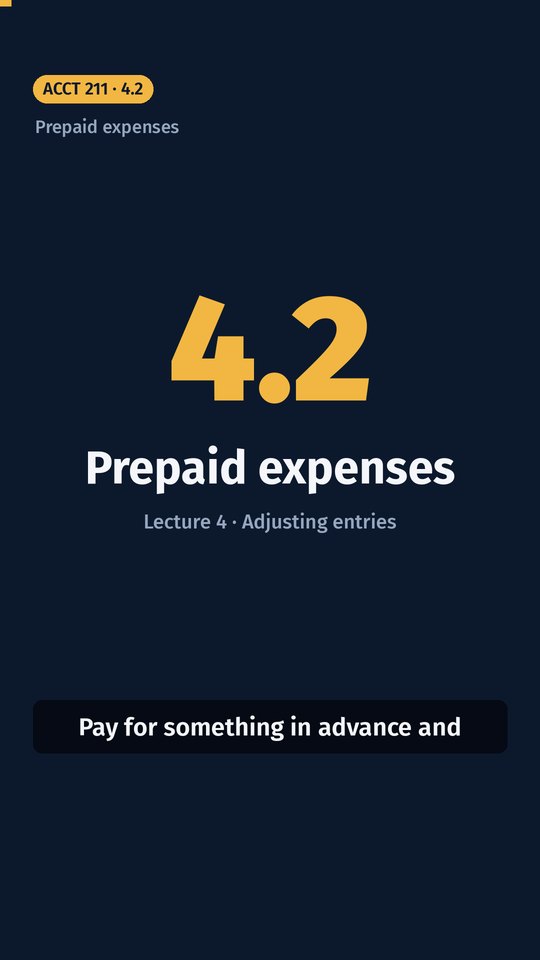 ACCT 211 · 4.2
Prepaid expenses
4.2
Prepaid expenses
Lecture 4 · Adjusting entries
Pay for something in advance and